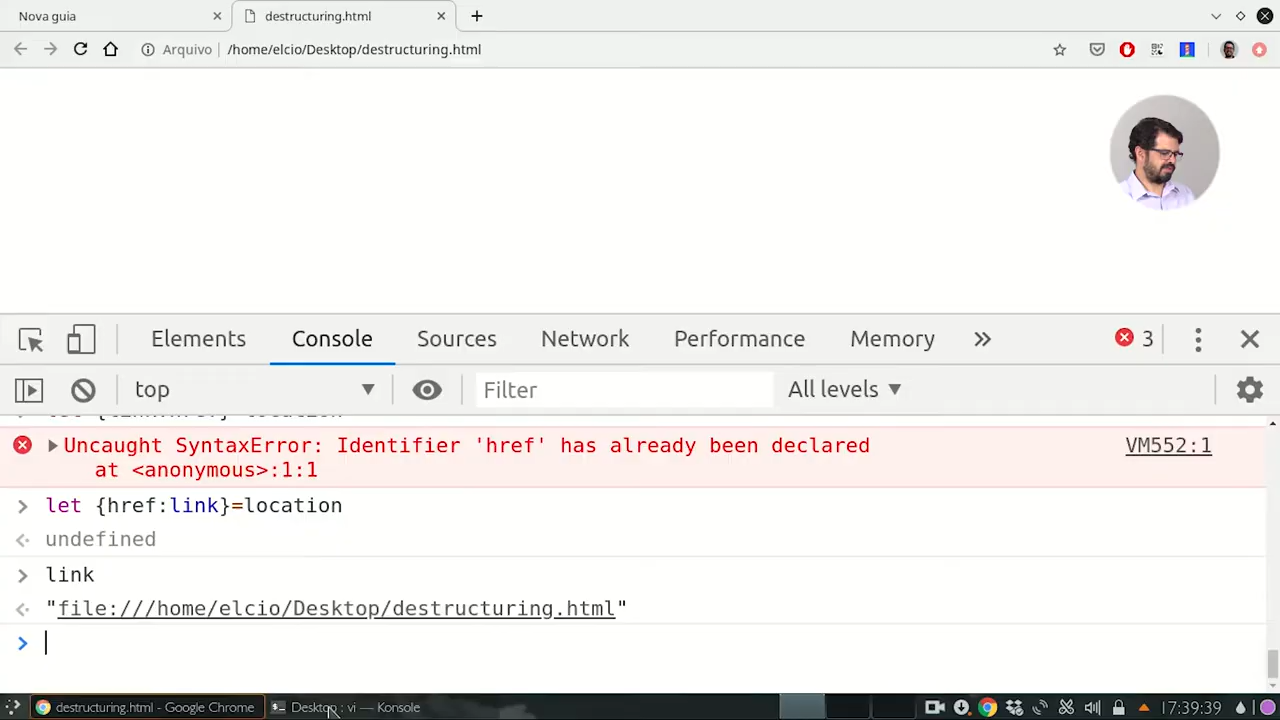 Nova guia
destructuring.html
Arquivo
/home/elcio/Desktop/destructuring.html
Elements
Console
Sources
Network
Performance
Memory
3
top
Filter
All levels
Uncaught SyntaxError: Identifier 'href' has already been declared
VM552:1
at <anonymous>:1:1
let {href:link}=location
undefined
link
"file:///home/elcio/Desktop/destructuring.html"
destructuring.html - Google Chrome
Desktop : vi — Konsole
17:39:39